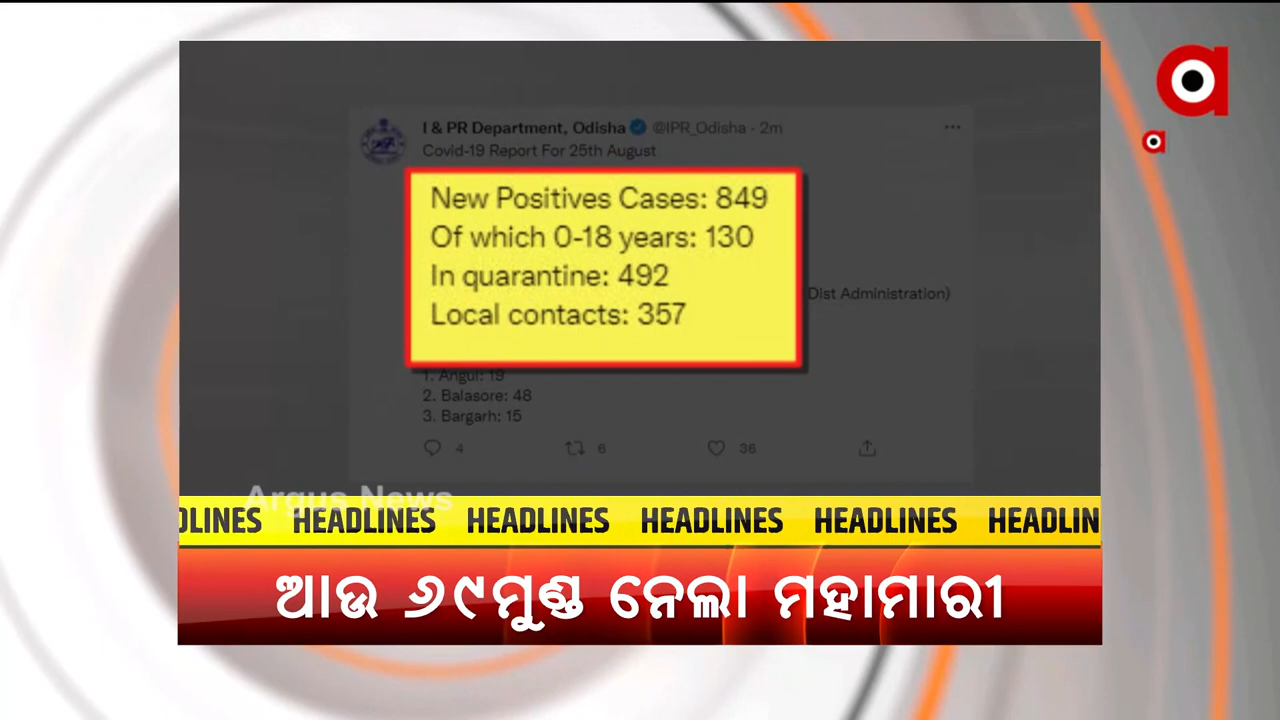 I & PR Department, Odisha @IPR_Odisha · 2m
Covid-19 Report For 25th August
New Positives Cases: 849
Of which 0-18 years: 130
In quarantine: 492
Local contacts: 357
Dist Administration)
1. Angul: 19
2. Balasore: 48
3. Bargarh: 15
4 6 36
Argus News
DLINES HEADLINES HEADLINES HEADLINES HEADLINES HEADLIN
ଆଉ ୬୯ମୁଣ୍ଡ ନେଲା ମହାମାରୀ